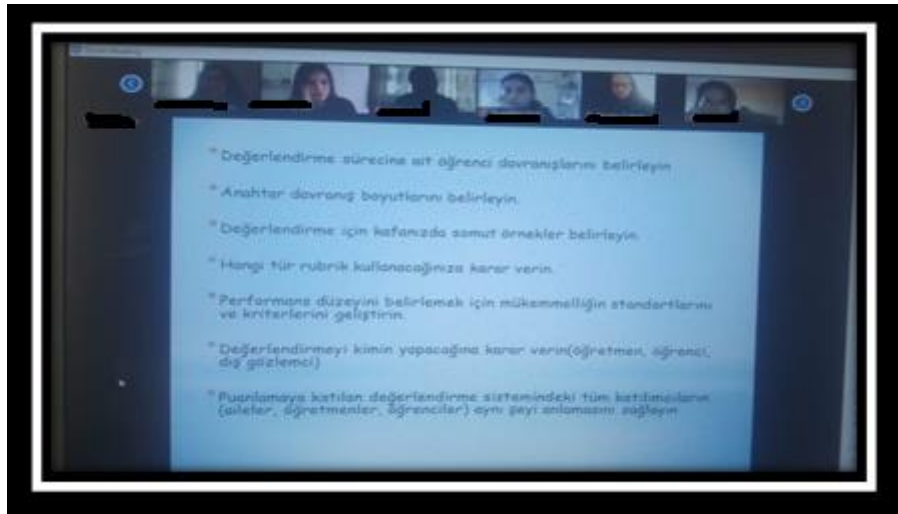 * Değerlendirme sürecine ait öğrenci davranışlarını belirleyin
* Anahtar davranış boyutlarını belirleyin.
* Değerlendirme için kafanızda somut örnekler belirleyin.
* Hangi tür rubrik kullanacağınıza karar verin.
* Performans düzeyini belirlemek için mükemmelliğin standartlarını
ve kriterlerini geliştirin.
* Değerlendirmeyi kimin yapacağına karar verin(öğretmen, öğrenci,
dış gözlemci)
* Puanlamaya katılan değerlendirme sistemindeki tüm katılımcıların
(aileler, öğretmenler, öğrenciler) aynı şeyi anlamasını sağlayın